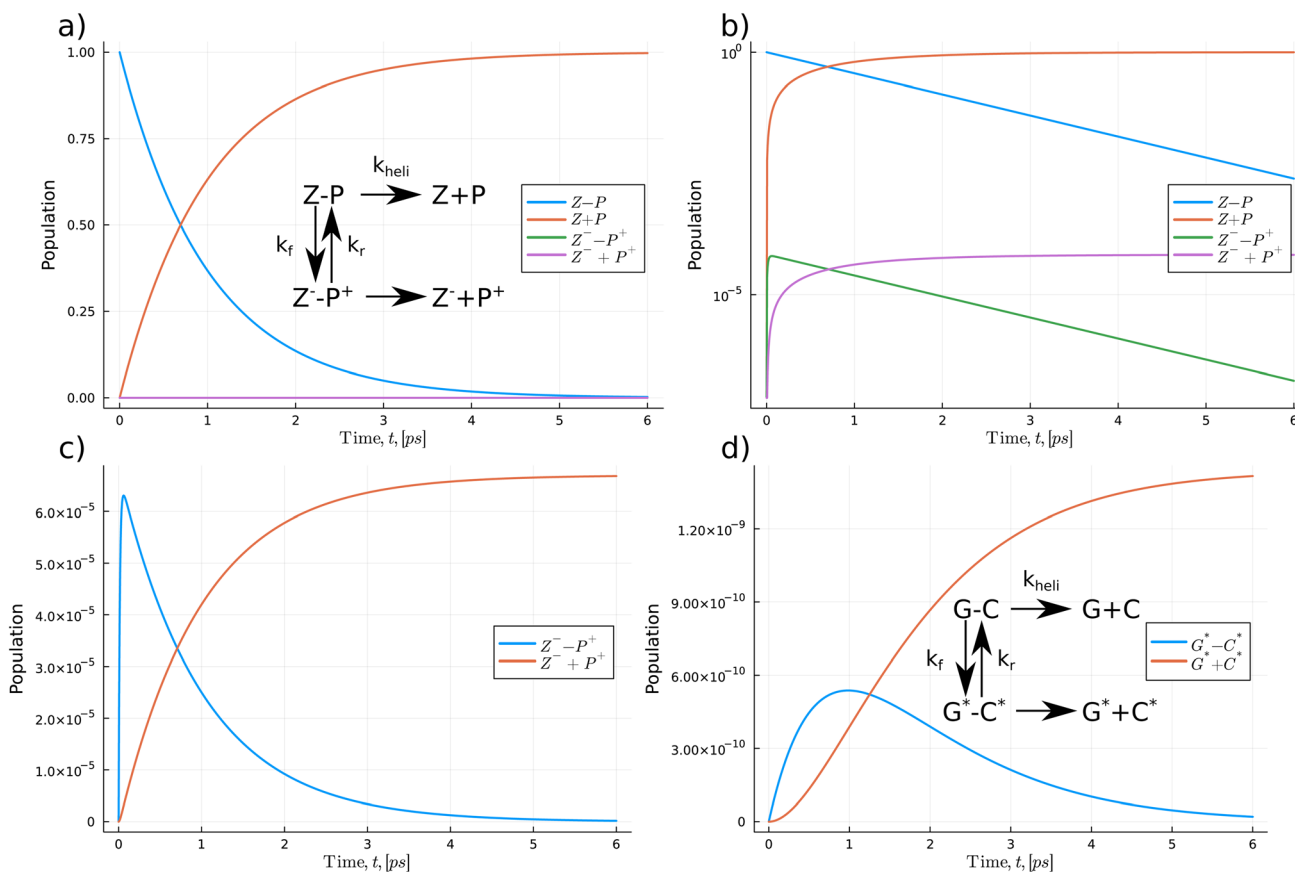 a)
1.00
0.75
0.50
0.25
0.00
Population
0 1 2 3 4 5 6
Time, t, [ps]
k_heli
Z-P Z+P
k_f k_r
Z⁻-P⁺ Z⁻+P⁺
Z−P
Z+P
Z⁻−P⁺
Z⁻+P⁺
b)
10⁰
10⁻⁵
Population
0 1 2 3 4 5 6
Time, t, [ps]
Z−P
Z+P
Z⁻−P⁺
Z⁻+P⁺
c)
6.0×10⁻⁵
5.0×10⁻⁵
4.0×10⁻⁵
3.0×10⁻⁵
2.0×10⁻⁵
1.0×10⁻⁵
0
Population
0 1 2 3 4 5 6
Time, t, [ps]
Z⁻−P⁺
Z⁻+P⁺
d)
1.20×10⁻⁹
9.00×10⁻¹⁰
6.00×10⁻¹⁰
3.00×10⁻¹⁰
0
Population
0 1 2 3 4 5 6
Time, t, [ps]
k_heli
G-C G+C
k_f k_r
G*-C* G*+C*
G*−C*
G*+C*